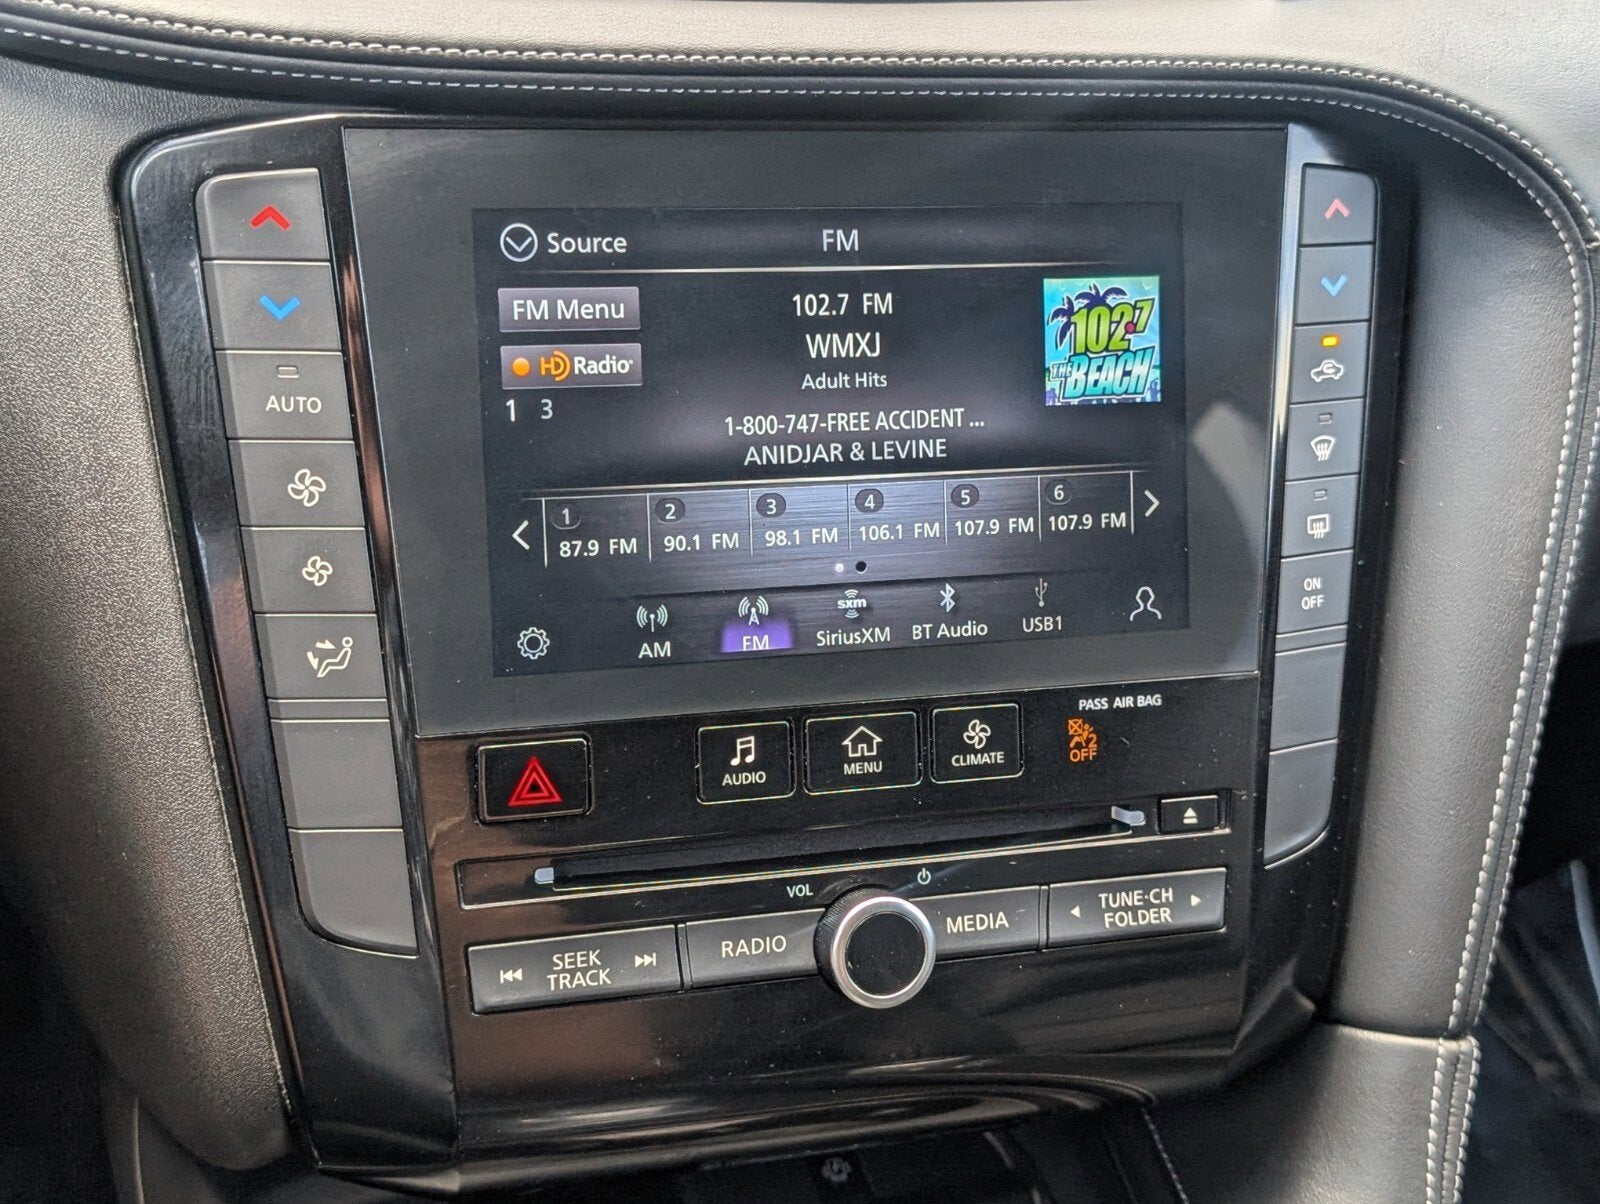 Source
FM
FM Menu
HD Radio
1 3
102.7 FM
WMXJ
Adult Hits
1-800-747-FREE ACCIDENT ...
ANIDJAR & LEVINE
102.7
THE BEACH
1 2 3 4 5 6
87.9 FM 90.1 FM 98.1 FM 106.1 FM 107.9 FM 107.9 FM
AM
FM
sxm
SiriusXM
BT Audio
USB1
AUTO
ON
OFF
AUDIO
MENU
CLIMATE
PASS AIR BAG
2
OFF
VOL
SEEK
TRACK
RADIO
MEDIA
TUNE·CH
FOLDER